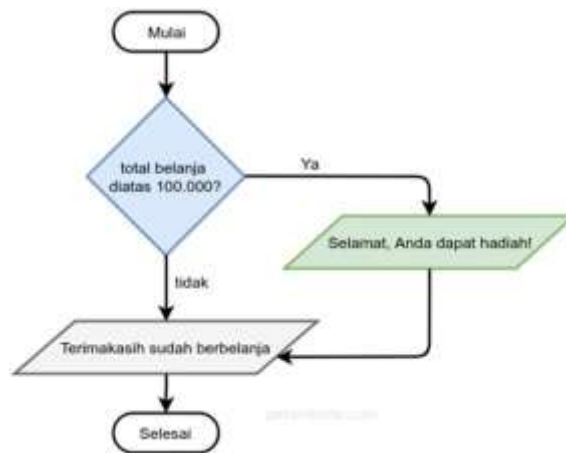 Mulai
total belanja
diatas 100.000?
Ya
Selamat, Anda dapat hadiah!
tidak
Terimakasih sudah berbelanja
Selesai